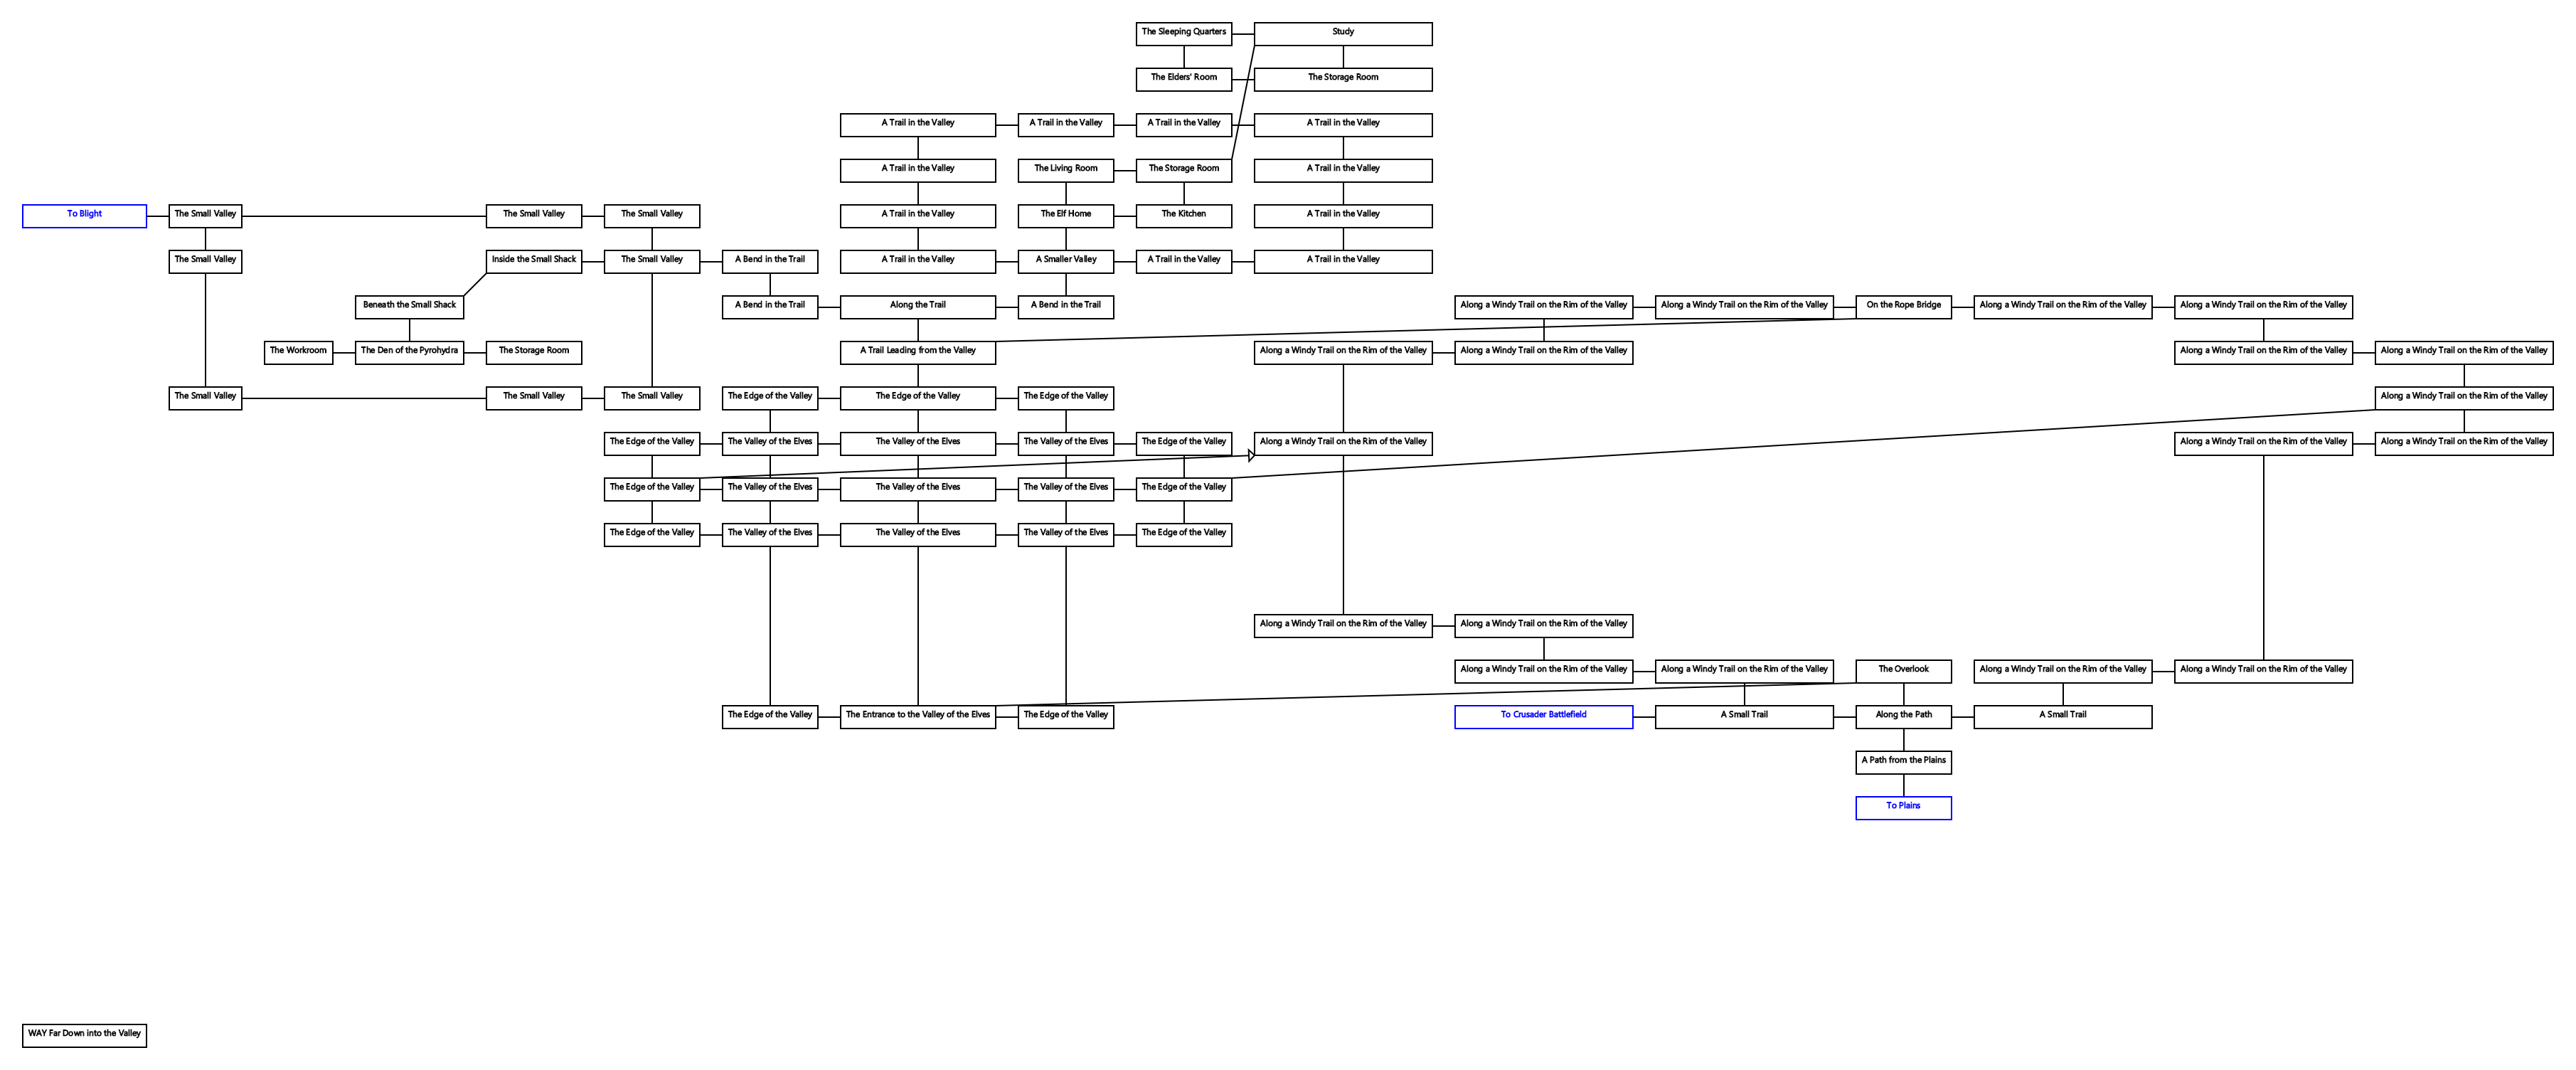 The Sleeping Quarters
Study
The Elders' Room
The Storage Room
A Trail in the Valley
A Trail in the Valley
A Trail in the Valley
A Trail in the Valley
A Trail in the Valley
The Living Room
The Storage Room
A Trail in the Valley
To Blight
The Small Valley
The Small Valley
The Small Valley
A Trail in the Valley
The Elf Home
The Kitchen
A Trail in the Valley
The Small Valley
Inside the Small Shack
The Small Valley
A Bend in the Trail
A Trail in the Valley
A Smaller Valley
A Trail in the Valley
A Trail in the Valley
Beneath the Small Shack
A Bend in the Trail
Along the Trail
A Bend in the Trail
Along a Windy Trail on the Rim of the Valley
Along a Windy Trail on the Rim of the Valley
On the Rope Bridge
Along a Windy Trail on the Rim of the Valley
Along a Windy Trail on the Rim of the Valley
The Workroom
The Den of the Pyrohydra
The Storage Room
A Trail Leading from the Valley
Along a Windy Trail on the Rim of the Valley
Along a Windy Trail on the Rim of the Valley
Along a Windy Trail on the Rim of the Valley
Along a Windy Trail on the Rim of the Valley
The Small Valley
The Small Valley
The Small Valley
The Edge of the Valley
The Edge of the Valley
The Edge of the Valley
Along a Windy Trail on the Rim of the Valley
The Edge of the Valley
The Valley of the Elves
The Valley of the Elves
The Valley of the Elves
The Edge of the Valley
Along a Windy Trail on the Rim of the Valley
Along a Windy Trail on the Rim of the Valley
Along a Windy Trail on the Rim of the Valley
The Edge of the Valley
The Valley of the Elves
The Valley of the Elves
The Valley of the Elves
The Edge of the Valley
The Edge of the Valley
The Valley of the Elves
The Valley of the Elves
The Valley of the Elves
The Edge of the Valley
Along a Windy Trail on the Rim of the Valley
Along a Windy Trail on the Rim of the Valley
Along a Windy Trail on the Rim of the Valley
Along a Windy Trail on the Rim of the Valley
The Overlook
Along a Windy Trail on the Rim of the Valley
Along a Windy Trail on the Rim of the Valley
The Edge of the Valley
The Entrance to the Valley of the Elves
The Edge of the Valley
To Crusader Battlefield
A Small Trail
Along the Path
A Small Trail
A Path from the Plains
To Plains
WAY Far Down into the Valley